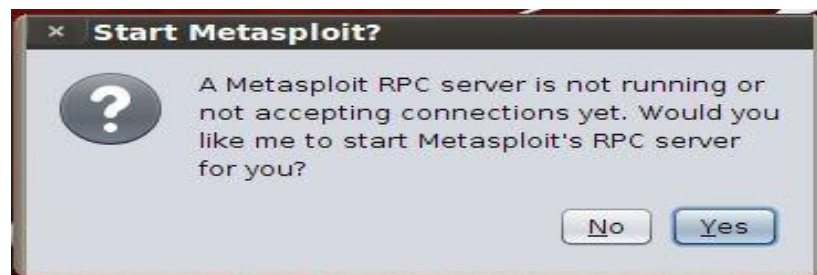 × Start Metasploit?
A Metasploit RPC server is not running or
not accepting connections yet. Would you
like me to start Metasploit's RPC server
for you?
No Yes